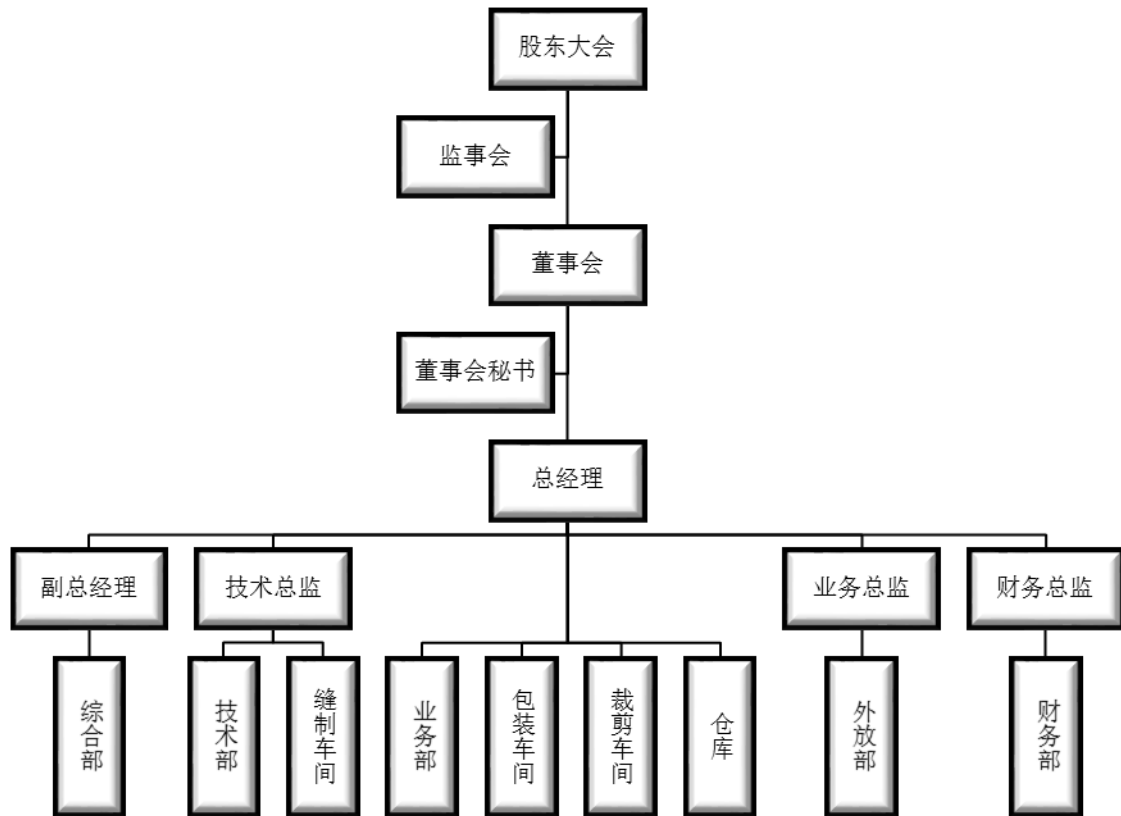 股东大会
监事会
董事会
董事会秘书
总经理
副总经理
技术总监
业务总监
财务总监
综合部
技术部
缝制车间
业务部
包装车间
裁剪车间
仓库
外放部
财务部